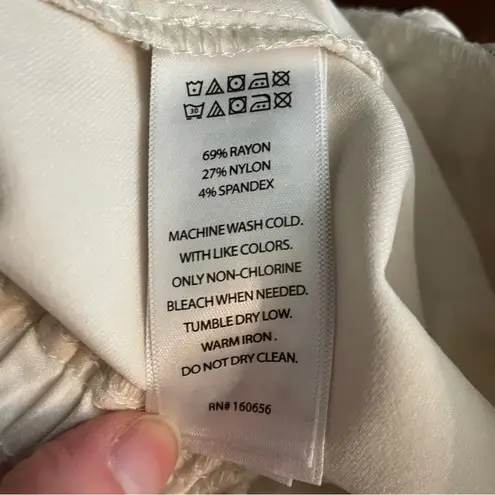 30
69% RAYON
27% NYLON
4% SPANDEX
MACHINE WASH COLD.
WITH LIKE COLORS.
ONLY NON-CHLORINE
BLEACH WHEN NEEDED.
TUMBLE DRY LOW.
WARM IRON .
DO NOT DRY CLEAN.
RN# 160656